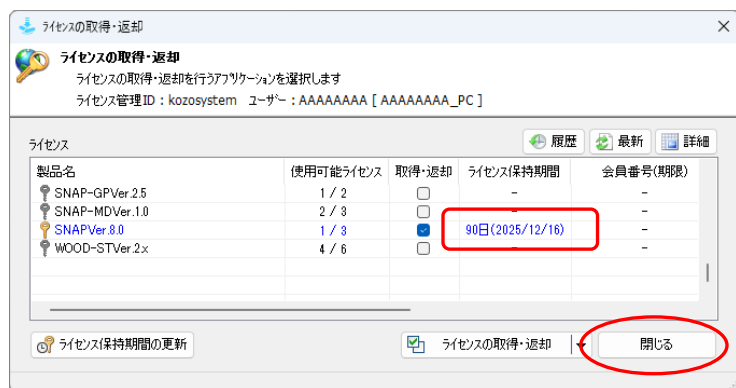 ライセンスの取得・返却
ライセンスの取得・返却
ライセンスの取得・返却を行うアプリケーションを選択します
ライセンス管理ID：kozosystem ユーザー：AAAAAAAA [ AAAAAAAA_PC ]
ライセンス 履歴 最新 詳細
製品名 使用可能ライセンス 取得・返却 ライセンス保持期間 会員番号(期限)
SNAP-GPVer.2.5 1 / 2 - -
SNAP-MDVer.1.0 2 / 3 - -
SNAPVer.8.0 1 / 3 90日(2025/12/16) -
WOOD-STVer.2.x 4 / 6 - -
ライセンス保持期間の更新 ライセンスの取得・返却 閉じる